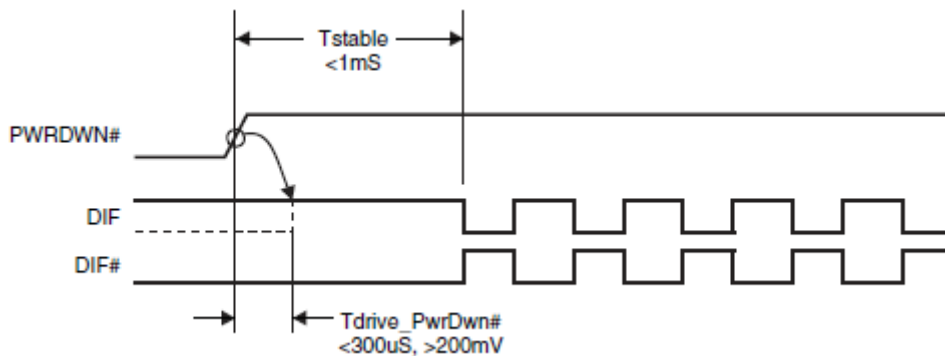 Tstable
<1mS
PWRDWN#
DIF
DIF#
Tdrive_PwrDwn#
<300uS, >200mV